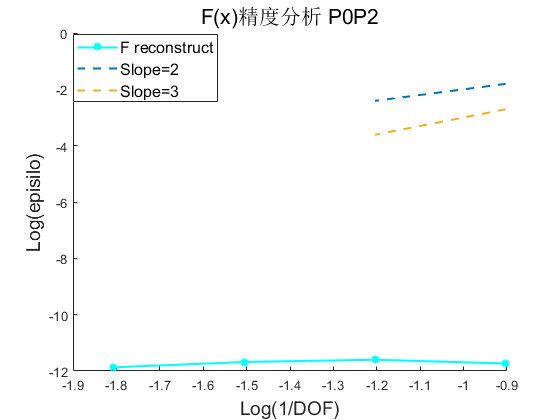 F(x)精度分析 P0P2
F reconstruct
Slope=2
Slope=3
Log(episilo)
0
-2
-4
-6
-8
-10
-12
-1.9 -1.8 -1.7 -1.6 -1.5 -1.4 -1.3 -1.2 -1.1 -1 -0.9
Log(1/DOF)